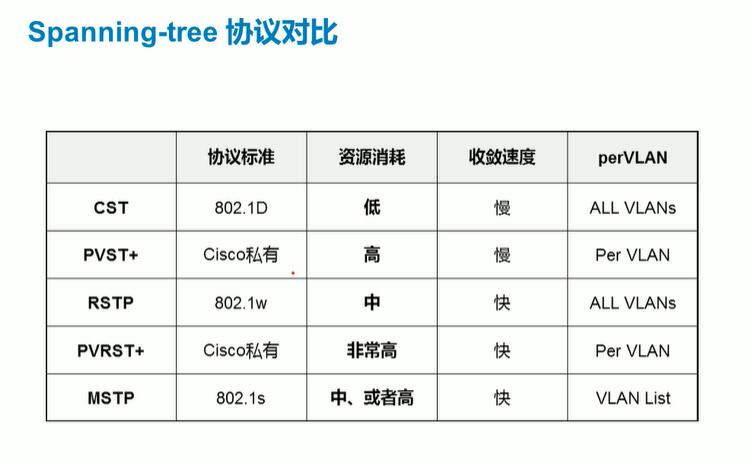 Spanning-tree 协议对比
协议标准 资源消耗 收敛速度 perVLAN
CST 802.1D 低 慢 ALL VLANs
PVST+ Cisco私有 高 慢 Per VLAN
RSTP 802.1w 中 快 ALL VLANs
PVRST+ Cisco私有 非常高 快 Per VLAN
MSTP 802.1s 中、或者高 快 VLAN List